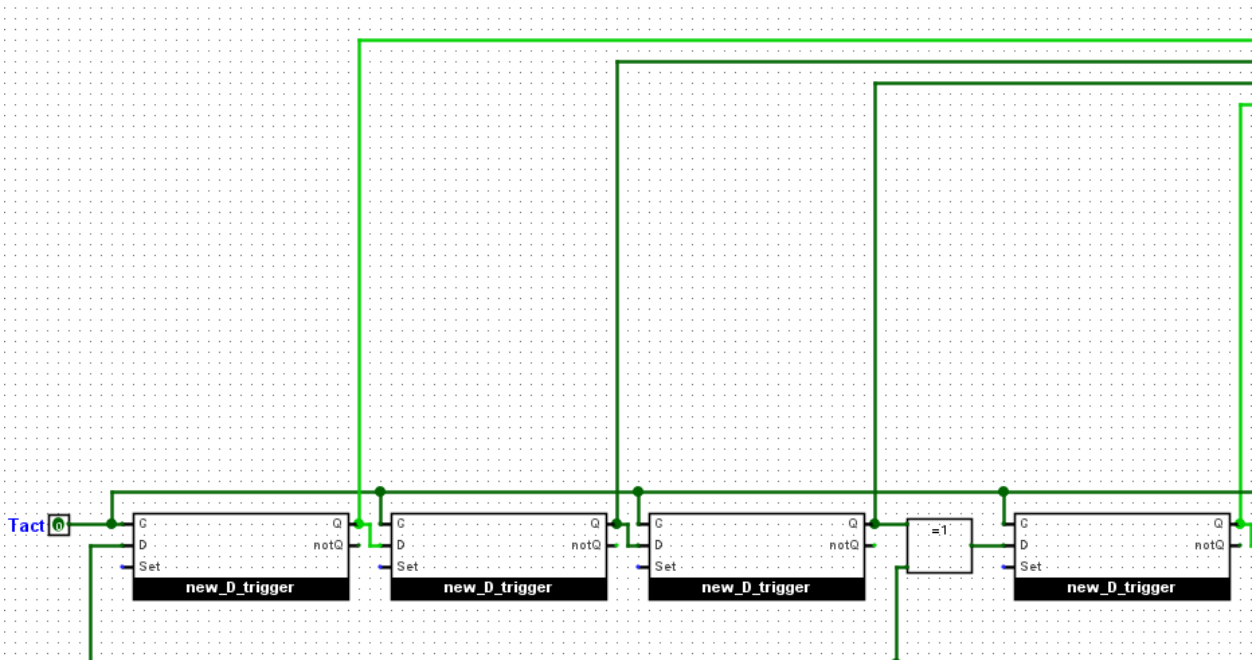 Tact 0
C Q
D notQ
Set
new_D_trigger
C Q
D notQ
Set
new_D_trigger
C Q
D notQ
Set
new_D_trigger
=1
C Q
D notQ
Set
new_D_trigger